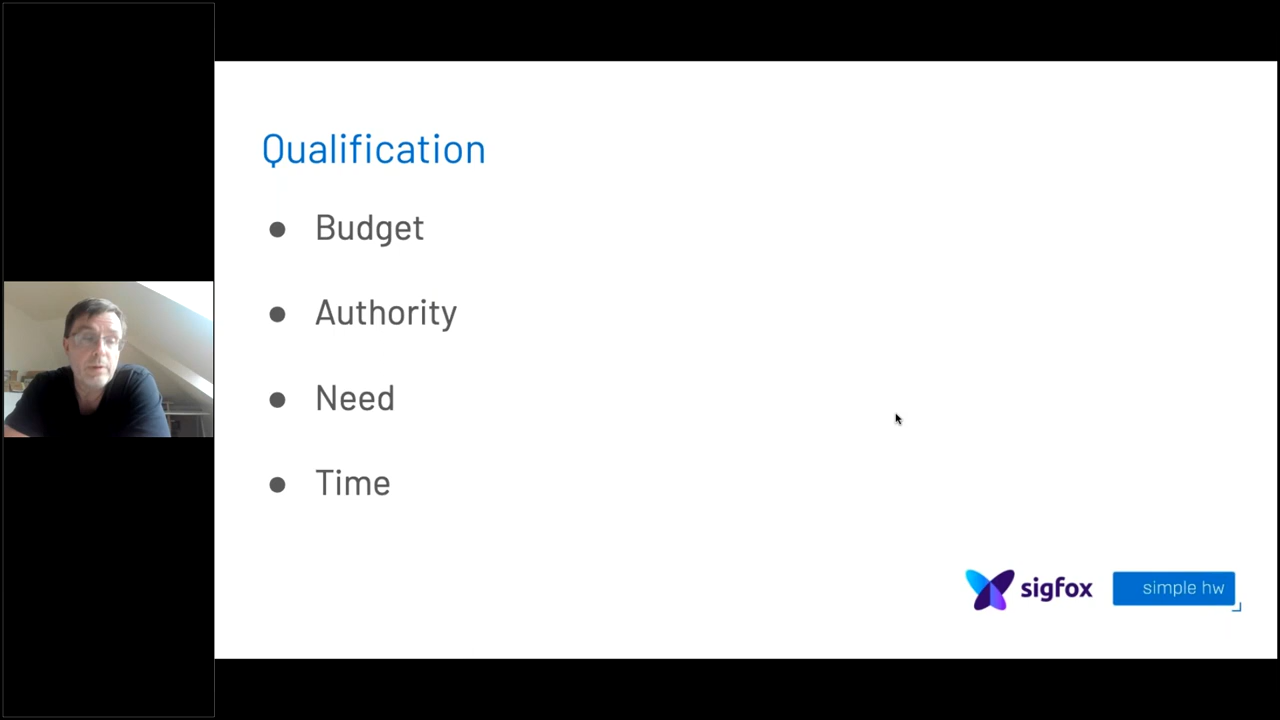 Qualification
● Budget
● Authority
● Need
● Time
sigfox
simple hw